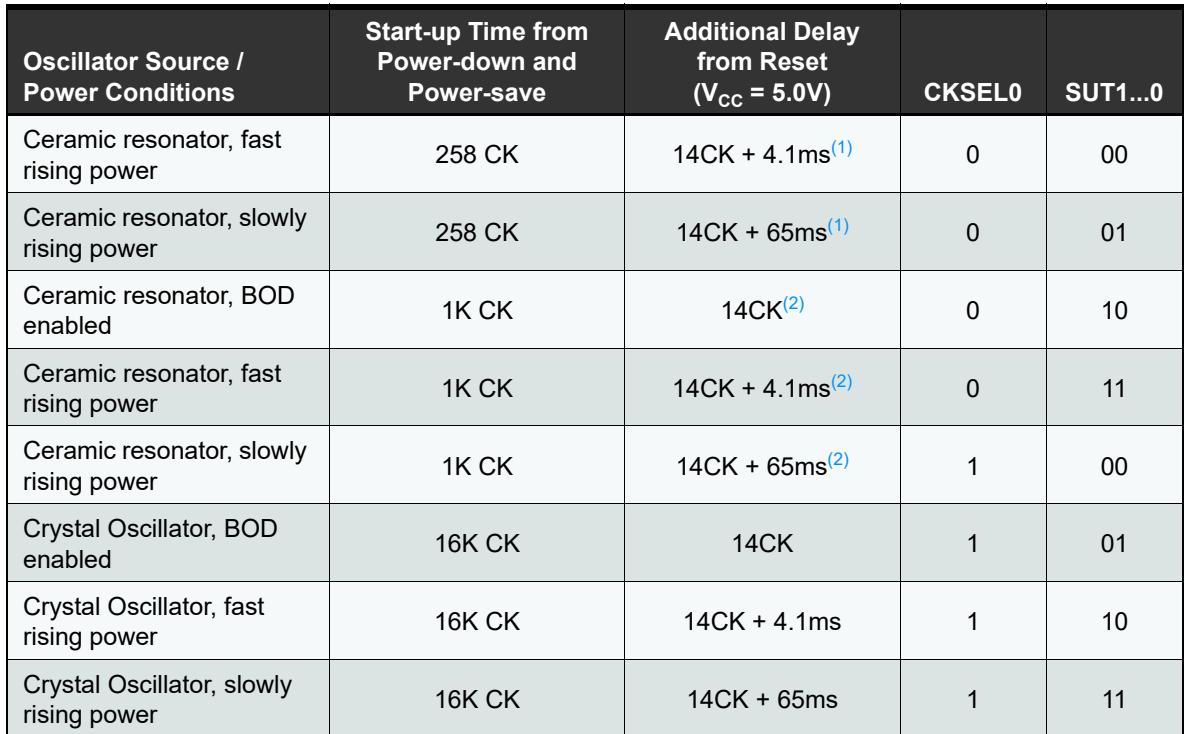 Oscillator Source /
Power Conditions
Start-up Time from
Power-down and
Power-save
Additional Delay
from Reset
(VCC = 5.0V)
CKSEL0
SUT1...0
Ceramic resonator, fast
rising power
258 CK
14CK + 4.1ms(1)
0
00
Ceramic resonator, slowly
rising power
258 CK
14CK + 65ms(1)
0
01
Ceramic resonator, BOD
enabled
1K CK
14CK(2)
0
10
Ceramic resonator, fast
rising power
1K CK
14CK + 4.1ms(2)
0
11
Ceramic resonator, slowly
rising power
1K CK
14CK + 65ms(2)
1
00
Crystal Oscillator, BOD
enabled
16K CK
14CK
1
01
Crystal Oscillator, fast
rising power
16K CK
14CK + 4.1ms
1
10
Crystal Oscillator, slowly
rising power
16K CK
14CK + 65ms
1
11